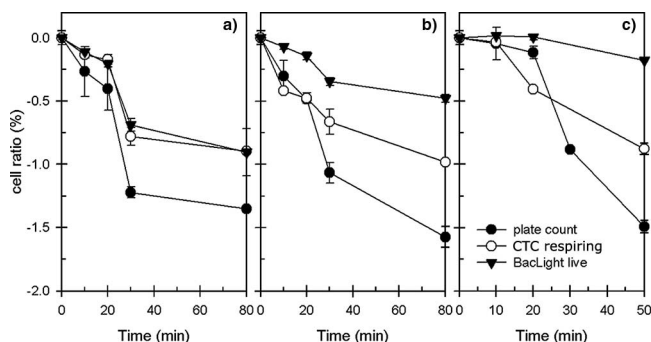 a) b) c)
0.0
-0.5
-1.0
-1.5
-2.0
cell ratio (%)
plate count
CTC respiring
BacLight live
0 20 40 60 80 0 20 40 60 80 0 10 20 30 40 50
Time (min) Time (min) Time (min)